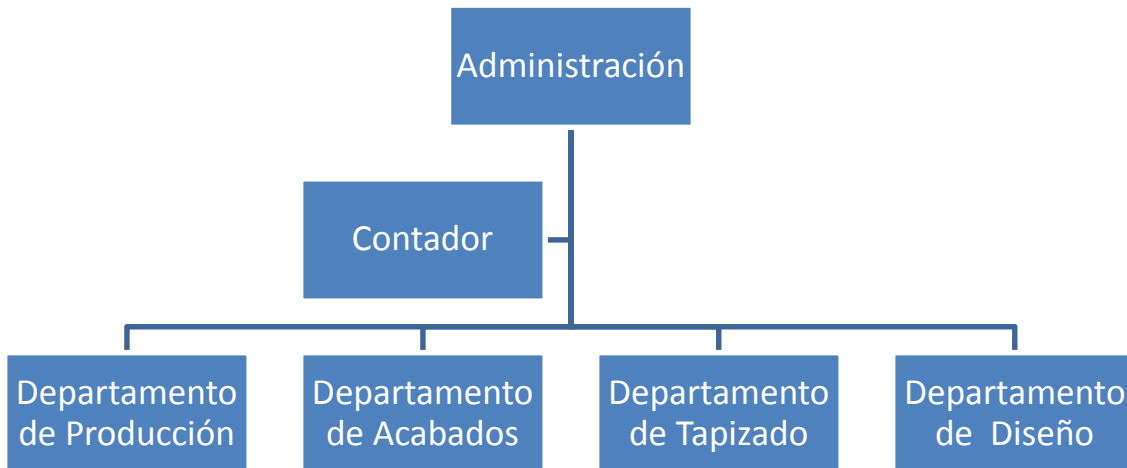 Administración
Contador
Departamento
de Producción
Departamento
de Acabados
Departamento
de Tapizado
Departamento
de  Diseño